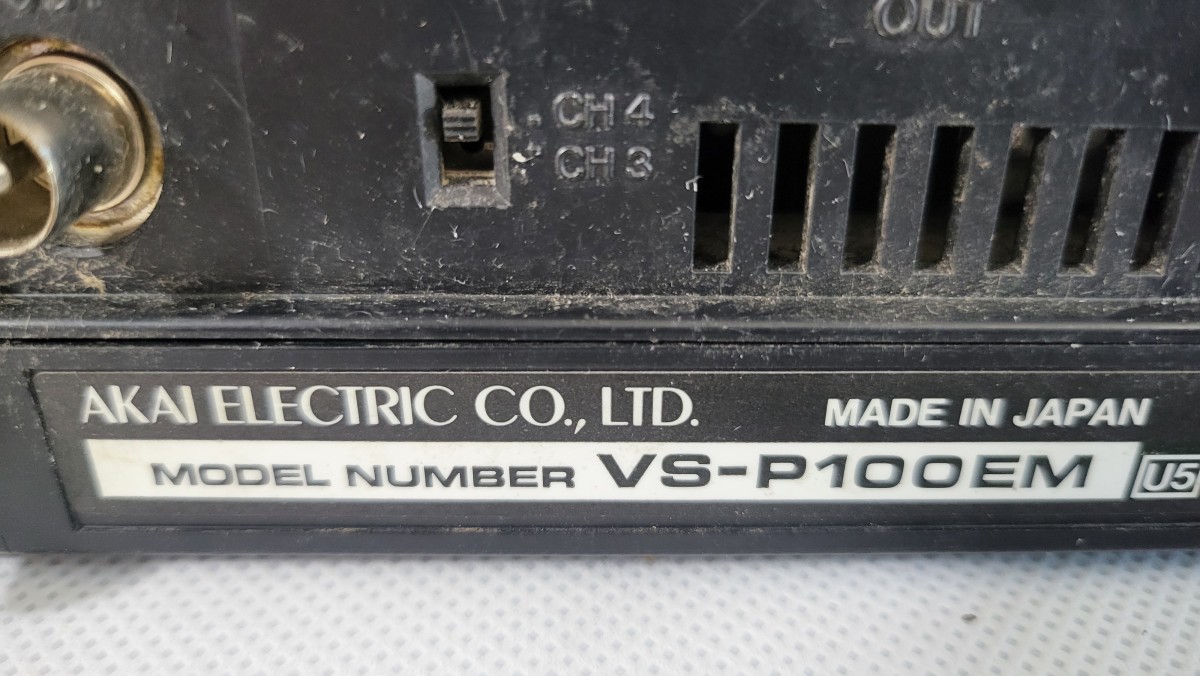 OUT
CH 4
CH 3
AKAI ELECTRIC CO., LTD.
MADE IN JAPAN
MODEL NUMBER VS-P100EM
U5